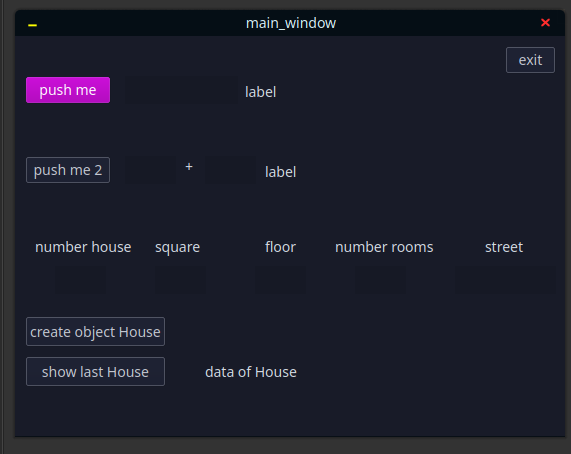 main_window
exit
push me label
push me 2 + label
number house square floor number rooms street
create object House
show last House data of House